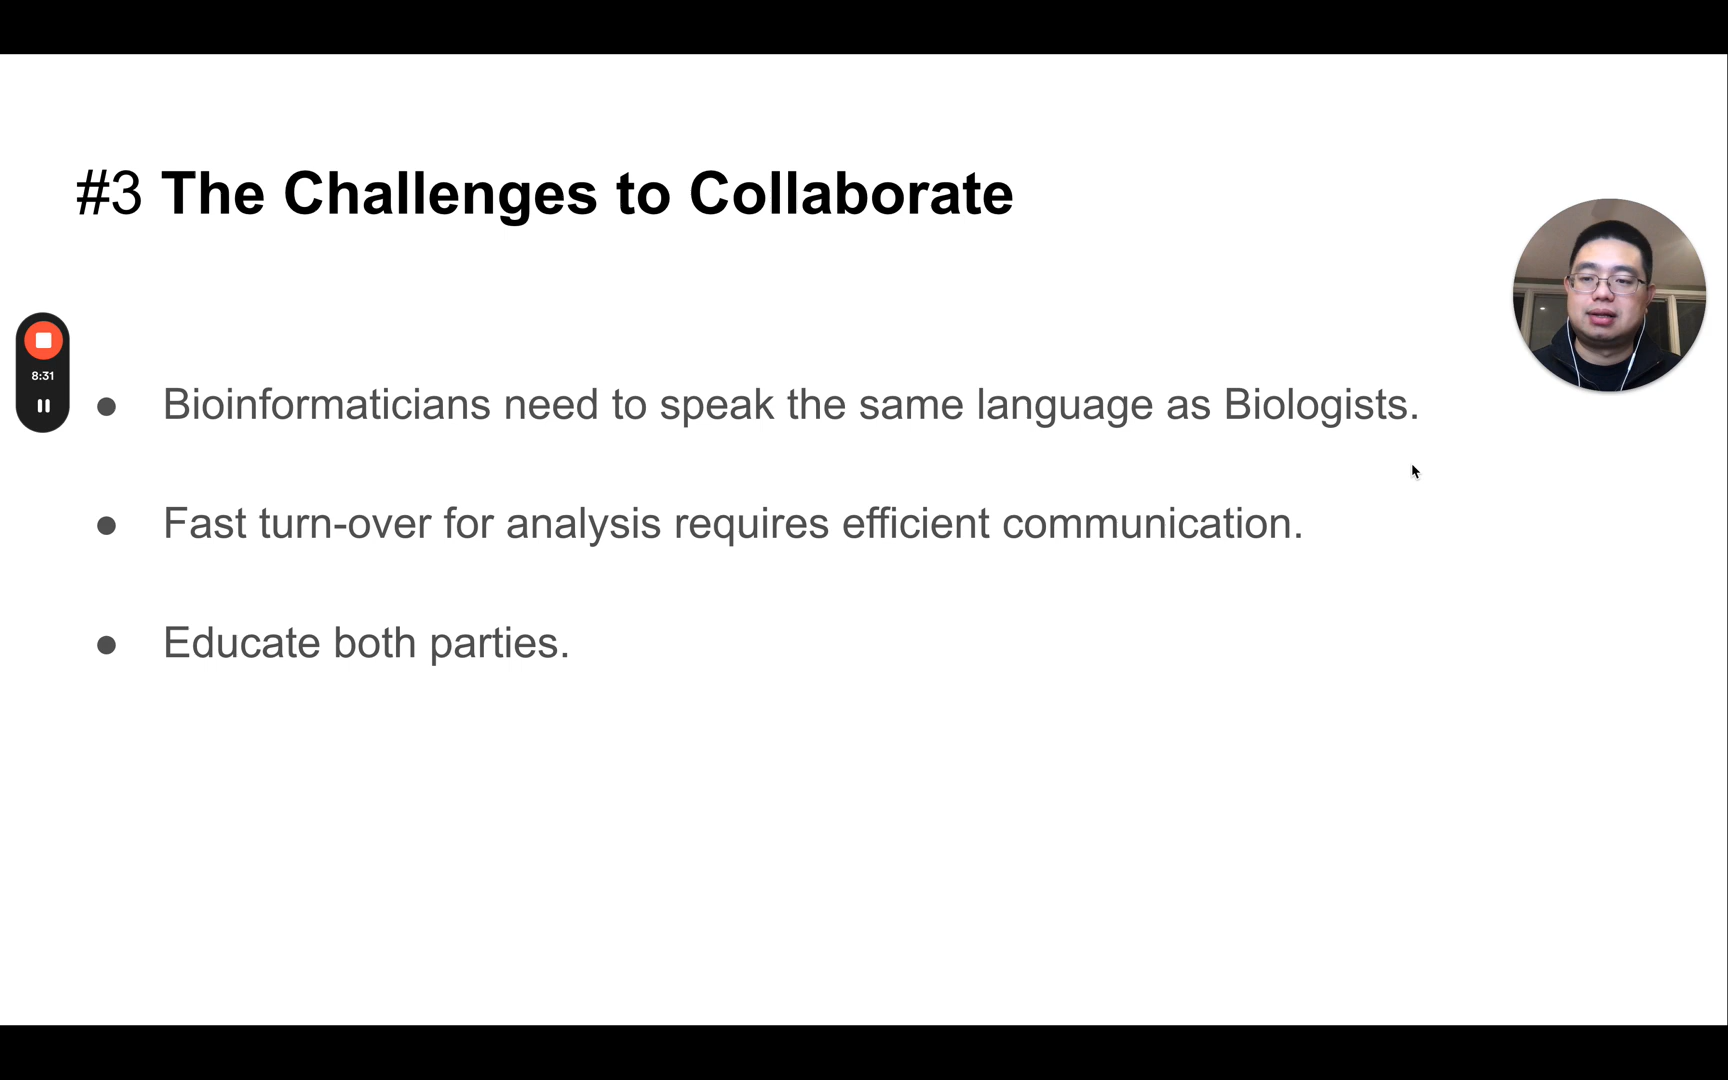 #3 The Challenges to Collaborate
8:31
● Bioinformaticians need to speak the same language as Biologists.
● Fast turn-over for analysis requires efficient communication.
● Educate both parties.